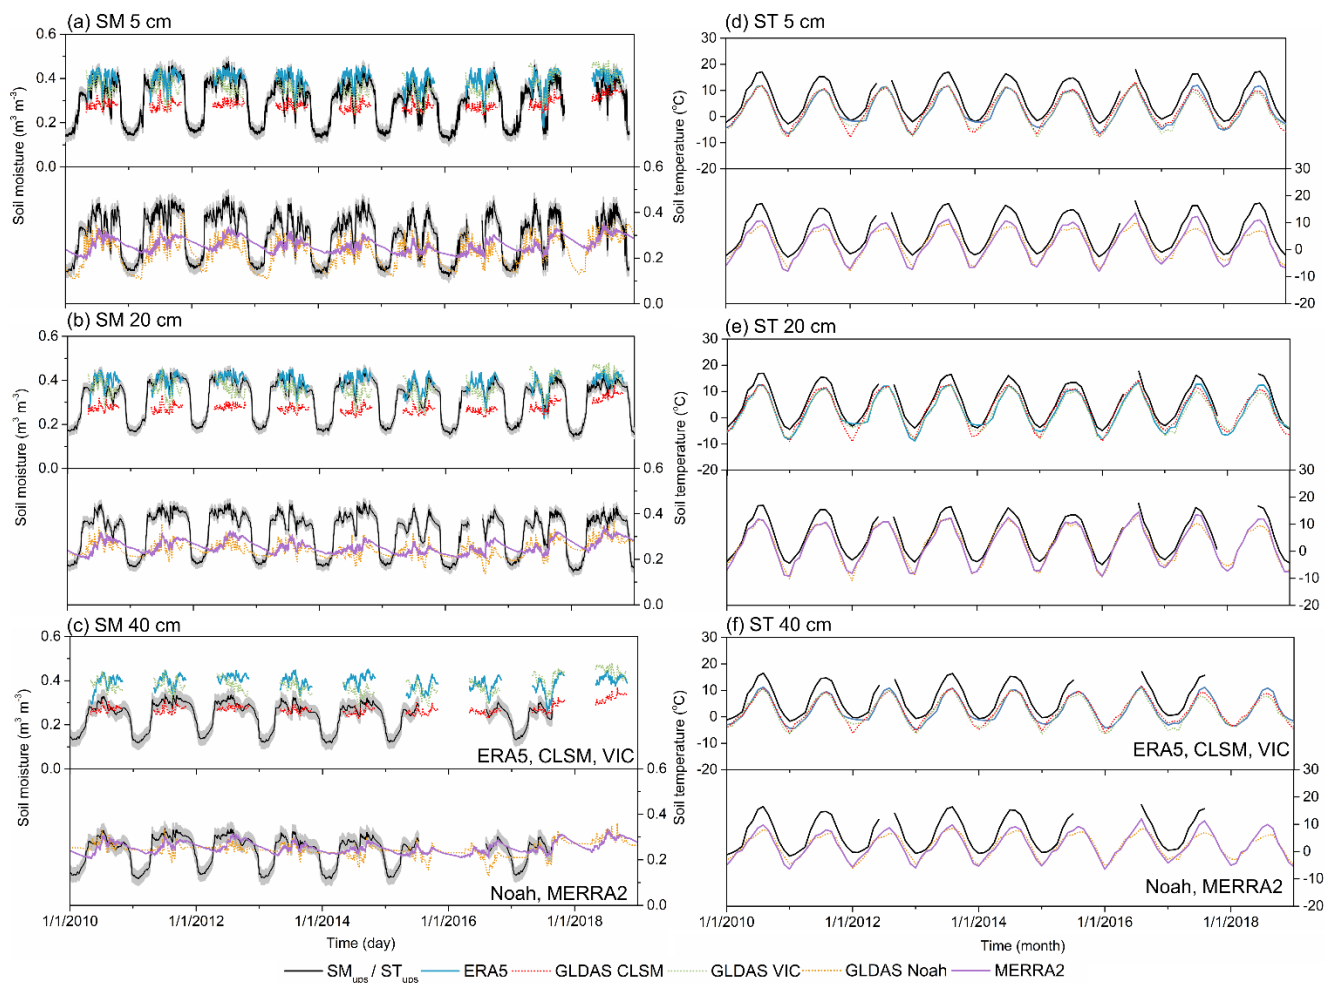 (a) SM 5 cm
(d) ST 5 cm
0.6
0.4
0.2
0.0
0.6
0.4
0.2
0.0
Soil moisture (m³ m⁻³)
30
20
10
0
-10
-20
30
20
10
0
-10
-20
Soil temperature (°C)
(b) SM 20 cm
(e) ST 20 cm
0.6
0.4
0.2
0.0
0.6
0.4
0.2
0.0
Soil moisture (m³ m⁻³)
30
20
10
0
-10
-20
30
20
10
0
-10
-20
Soil temperature (°C)
(c) SM 40 cm
(f) ST 40 cm
0.6
0.4
0.2
0.0
0.6
0.4
0.2
0.0
Soil moisture (m³ m⁻³)
ERA5, CLSM, VIC
Noah, MERRA2
30
20
10
0
-10
-20
30
20
10
0
-10
-20
Soil temperature (°C)
ERA5, CLSM, VIC
Noah, MERRA2
1/1/2010 1/1/2012 1/1/2014 1/1/2016 1/1/2018
Time (day)
1/1/2010 1/1/2012 1/1/2014 1/1/2016 1/1/2018
Time (month)
SM_ups / ST_ups ERA5 GLDAS CLSM GLDAS VIC GLDAS Noah MERRA2